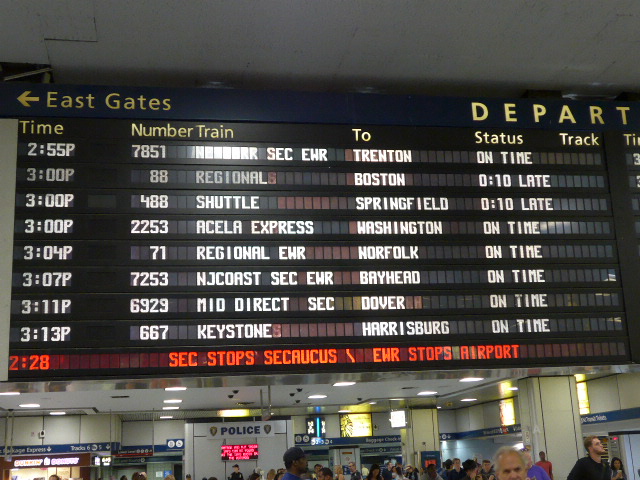 ← East Gates
DEPART
Time Number Train To Status Track
2:55P 7851 SEC EWR TRENTON ON TIME
3:00P 88 REGIONAL BOSTON 0:10 LATE
3:00P 488 SHUTTLE SPRINGFIELD 0:10 LATE
3:00P 2253 ACELA EXPRESS WASHINGTON ON TIME
3:04P 71 REGIONAL EWR NORFOLK ON TIME
3:07P 7253 NJCOAST SEC EWR BAYHEAD ON TIME
3:11P 6929 MID DIRECT SEC DOVER ON TIME
3:13P 667 KEYSTONE HARRISBURG ON TIME
2:28 SEC STOPS SECAUCUS \ EWR STOPS AIRPORT
POLICE
Tracks